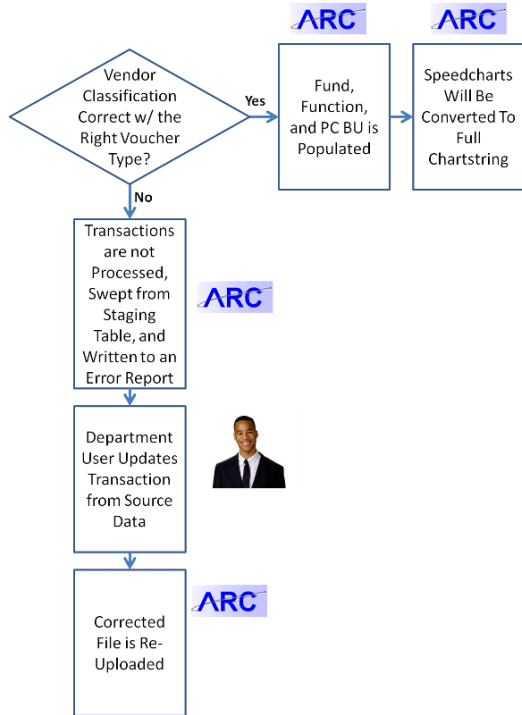 ARC
ARC
Vendor
Classification
Correct w/ the
Right Voucher
Type?
Yes
Fund,
Function,
and PC BU is
Populated
Speedcharts
Will Be
Converted To
Full
Chartstring
No
Transactions
are not
Processed,
Swept from
Staging
Table, and
Written to an
Error Report
ARC
Department
User Updates
Transaction
from Source
Data
Corrected
File is Re-
Uploaded
ARC